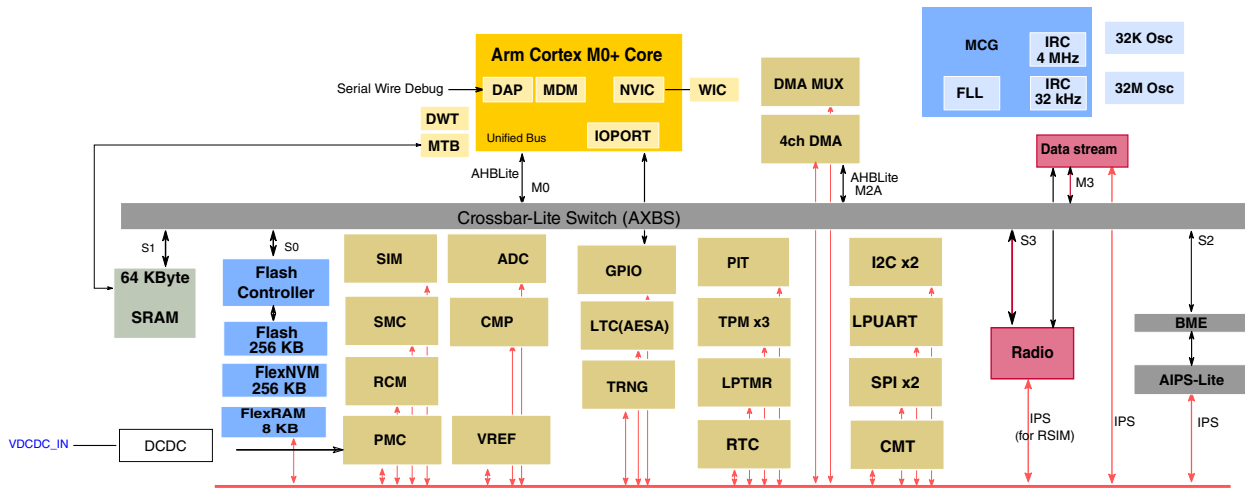 Arm Cortex M0+ Core
Serial Wire Debug
DAP
MDM
NVIC
WIC
DWT
MTB
Unified Bus
IOPORT
DMA MUX
4ch DMA
MCG
IRC
4 MHz
FLL
IRC
32 kHz
32K Osc
32M Osc
Data stream
AHBLite
M0
AHBLite
M2A
M3
Crossbar-Lite Switch (AXBS)
S1
S0
S3
S2
64 KByte
SRAM
Flash
Controller
Flash
256 KB
FlexNVM
256 KB
FlexRAM
8 KB
SIM
SMC
RCM
PMC
ADC
CMP
VREF
GPIO
LTC(AESA)
TRNG
PIT
TPM x3
LPTMR
RTC
I2C x2
LPUART
SPI x2
CMT
Radio
BME
AIPS-Lite
IPS
(for RSIM)
IPS
IPS
VDCDC_IN
DCDC